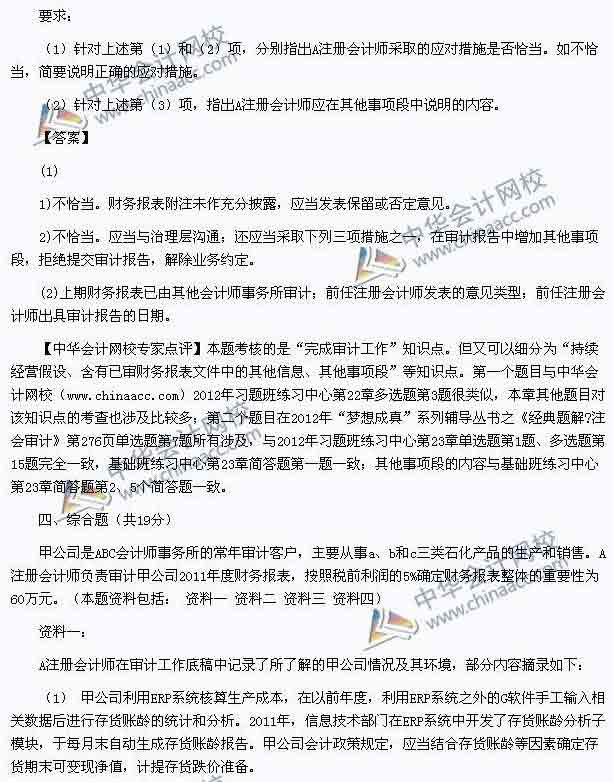 要求：
（1）针对上述第（1）和（2）项，分别指出A注册会计师采取的应对措施是否恰当。如不恰
当，简要说明正确的应对措施。
（2）针对上述第（3）项，指出A注册会计师应在其他事项段中说明的内容。
【答案】
(1)
1)不恰当。财务报表附注未作充分披露，应当发表保留或否定意见。
2)不恰当。应当与治理层沟通；还应当采取下列三项措施之一，在审计报告中增加其他事项
段，拒绝提交审计报告，解除业务约定。
(2)上期财务报表已由其他会计师事务所审计；前任注册会计师发表的意见类型；前任注册会
计师出具审计报告的日期。
【中华会计网校专家点评】本题考核的是“完成审计工作”知识点。但又可以细分为“持续
经营假设、含有已审财务报表文件中的其他信息、其他事项段”等知识点。第一个题目与中华会
计网校（www.chinaacc.com）2012年习题班练习中心第22章多选题第3题很类似，本章其他题目对
该知识点的考查也涉及比较多；第二个题目在2012年“梦想成真”系列辅导丛书之《经典题解?注
会审计》第276页单选题第7题所有涉及，与2012年习题班练习中心第23章单选题第1题、多选题第
15题完全一致，基础班练习中心第23章简答题第一题一致；其他事项段的内容与基础班练习中心
第23章简答题第2、5个简答题一致。
四、综合题（共19分）
甲公司是ABC会计师事务所的常年审计客户，主要从事a、b和c三类石化产品的生产和销售。A
注册会计师负责审计甲公司2011年度财务报表，按照税前利润的5%确定财务报表整体的重要性为
60万元。（本题资料包括： 资料一 资料二 资料三 资料四）
资料一：
A注册会计师在审计工作底稿中记录了所了解的甲公司情况及其环境，部分内容摘录如下：
（1） 甲公司利用ERP系统核算生产成本，在以前年度，利用ERP系统之外的G软件手工输入相
关数据后进行存货账龄的统计和分析。2011年，信息技术部门在ERP系统中开发了存货账龄分析子
模块，于每月末自动生成存货账龄报告。甲公司会计政策规定，应当结合存货账龄等因素确定存
货期末可变现净值，计提存货跌价准备。
中华会计网校
www.chinaacc.com
中华会计网校
www.chinaacc.com
中华会计网校
www.chinaacc.com
中华会计网校
www.chinaacc.com